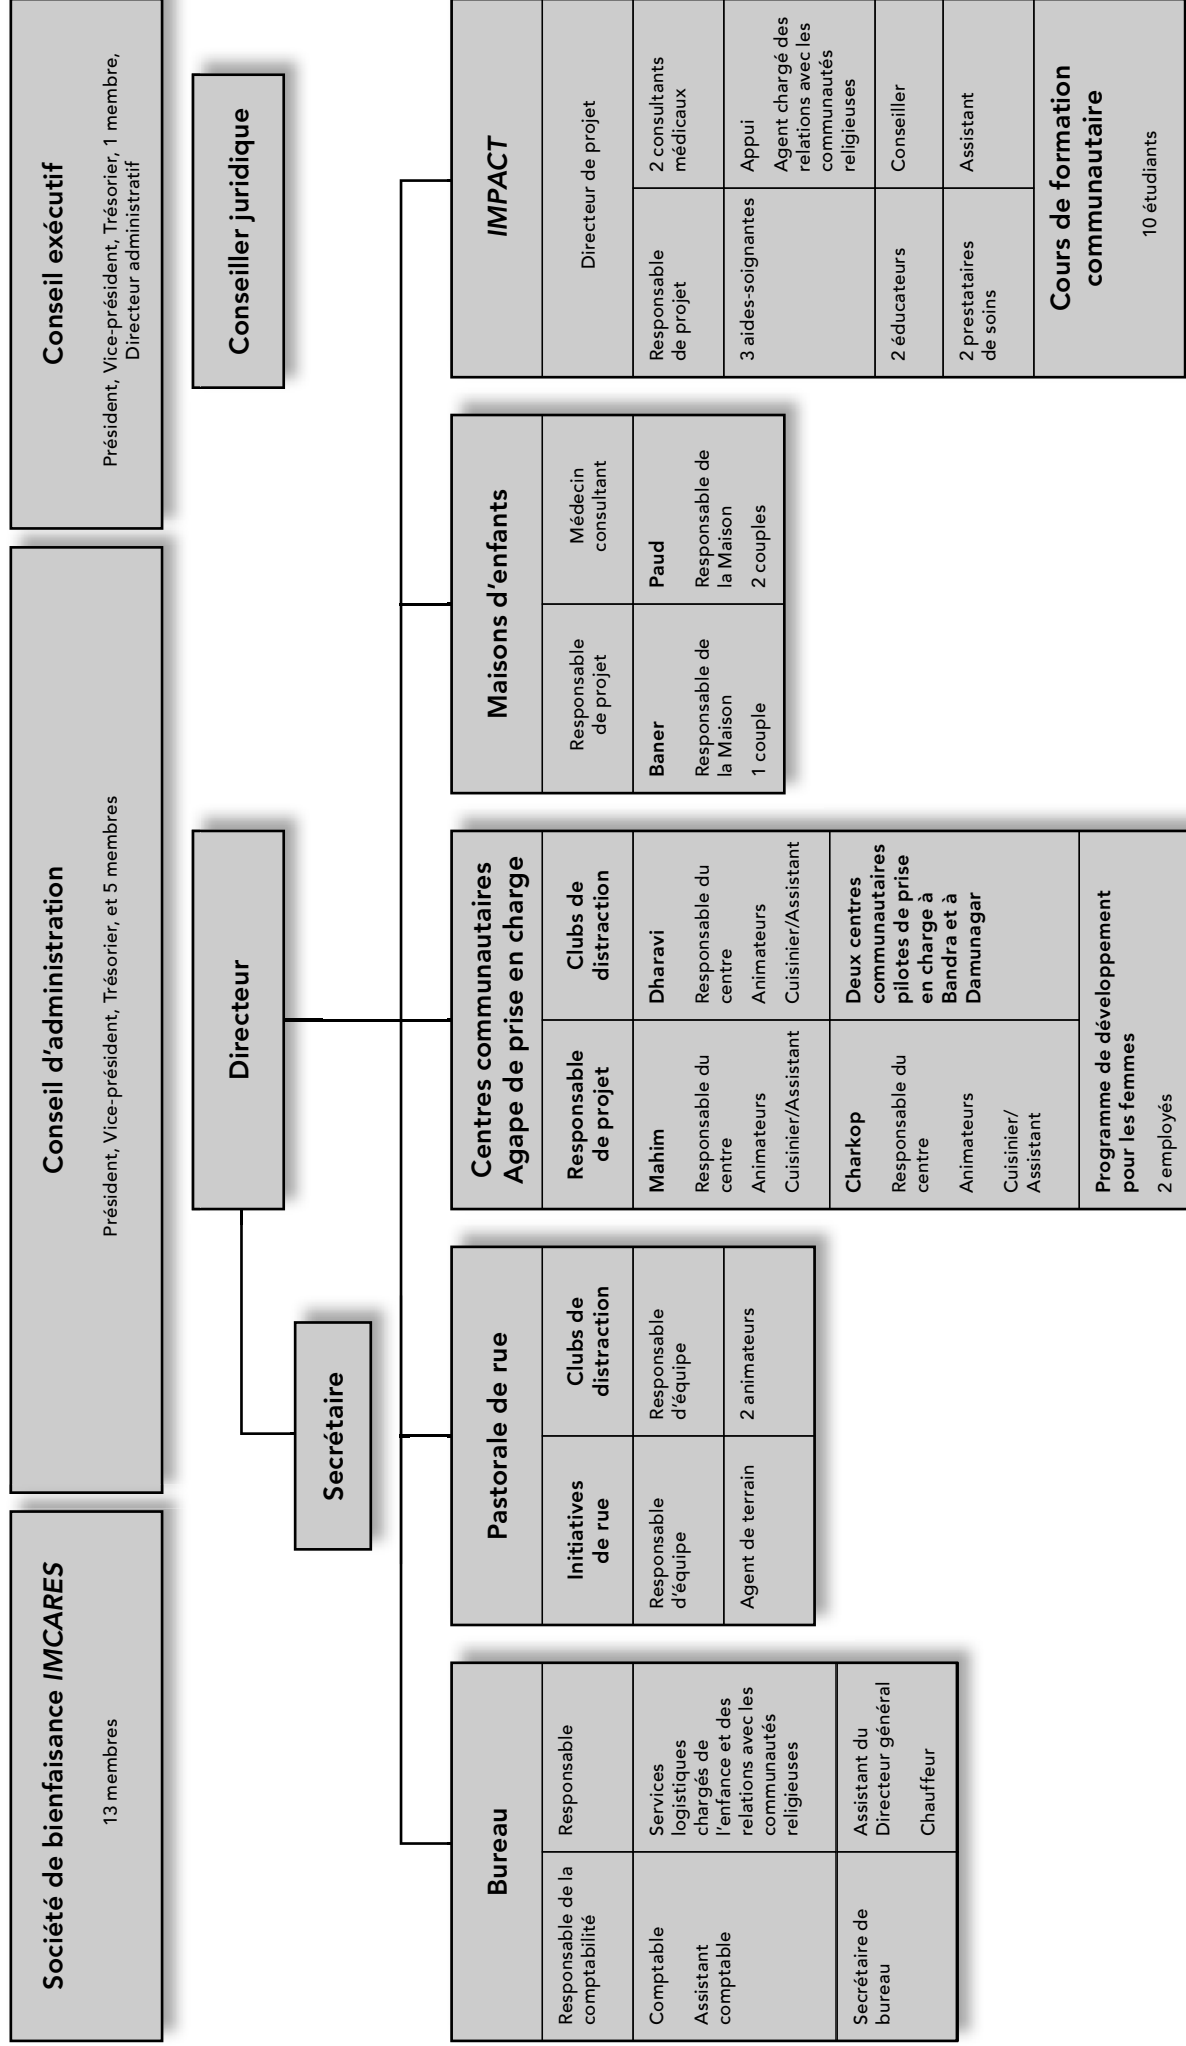 Société de bienfaisance IMCARES
13 membres
Conseil d'administration
Président, Vice-président, Trésorier, et 5 membres
Conseil exécutif
Président, Vice-président, Trésorier, 1 membre,
Directeur administratif
Directeur
Conseiller juridique
Secrétaire
Bureau
Responsable de la
comptabilité
Responsable
Comptable
Assistant
comptable
Services
logistiques
chargés de
l'enfance et des
relations avec les
communautés
religieuses
Secrétaire de
bureau
Assistant du
Directeur général
Chauffeur
Pastorale de rue
Initiatives
de rue
Clubs de
distraction
Responsable
d'équipe
Responsable
d'équipe
Agent de terrain
2 animateurs
Centres communautaires
Agape de prise en charge
Responsable
de projet
Clubs de
distraction
Mahim
Responsable du
centre
Animateurs
Cuisinier/Assistant
Dharavi
Responsable du
centre
Animateurs
Cuisinier/Assistant
Charkop
Responsable du
centre
Animateurs
Cuisinier/
Assistant
Deux centres
communautaires
pilotes de prise
en charge à
Bandra et à
Damunagar
Programme de développement
pour les femmes
2 employés
Maisons d'enfants
Responsable
de projet
Médecin
consultant
Baner
Responsable de
la Maison
1 couple
Paud
Responsable de
la Maison
2 couples
IMPACT
Directeur de projet
Responsable
de projet
2 consultants
médicaux
3 aides-soignantes
Appui
Agent chargé des
relations avec les
communautés
religieuses
2 éducateurs
Conseiller
2 prestataires
de soins
Assistant
Cours de formation
communautaire
10 étudiants